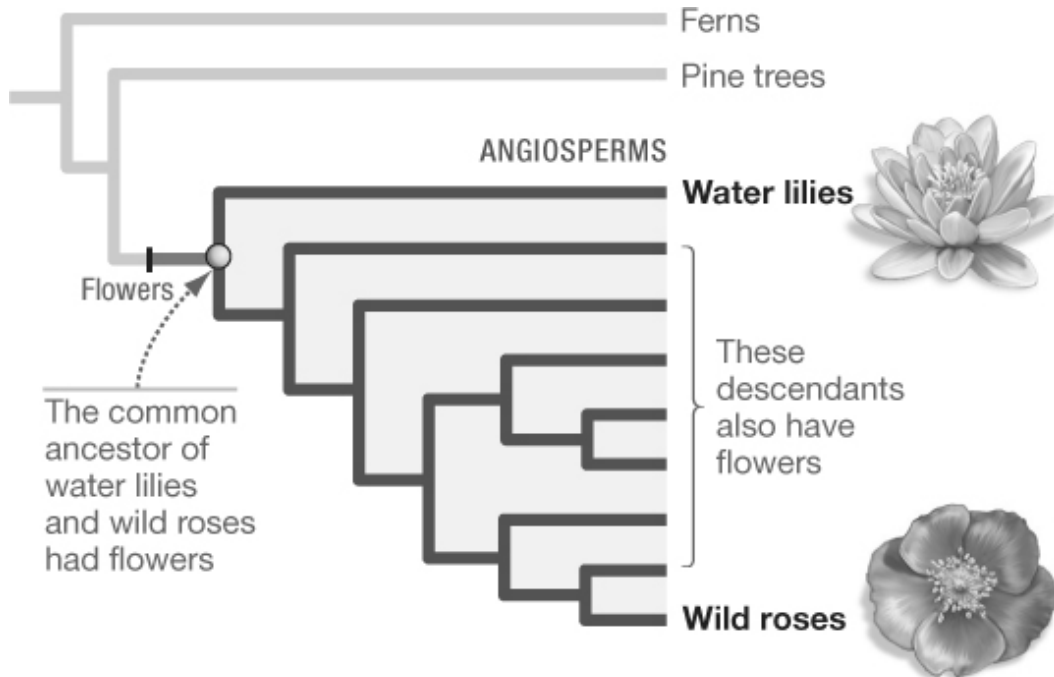 Ferns
Pine trees
ANGIOSPERMS
Water lilies
Flowers
The common
ancestor of
water lilies
and wild roses
had flowers
These
descendants
also have
flowers
Wild roses